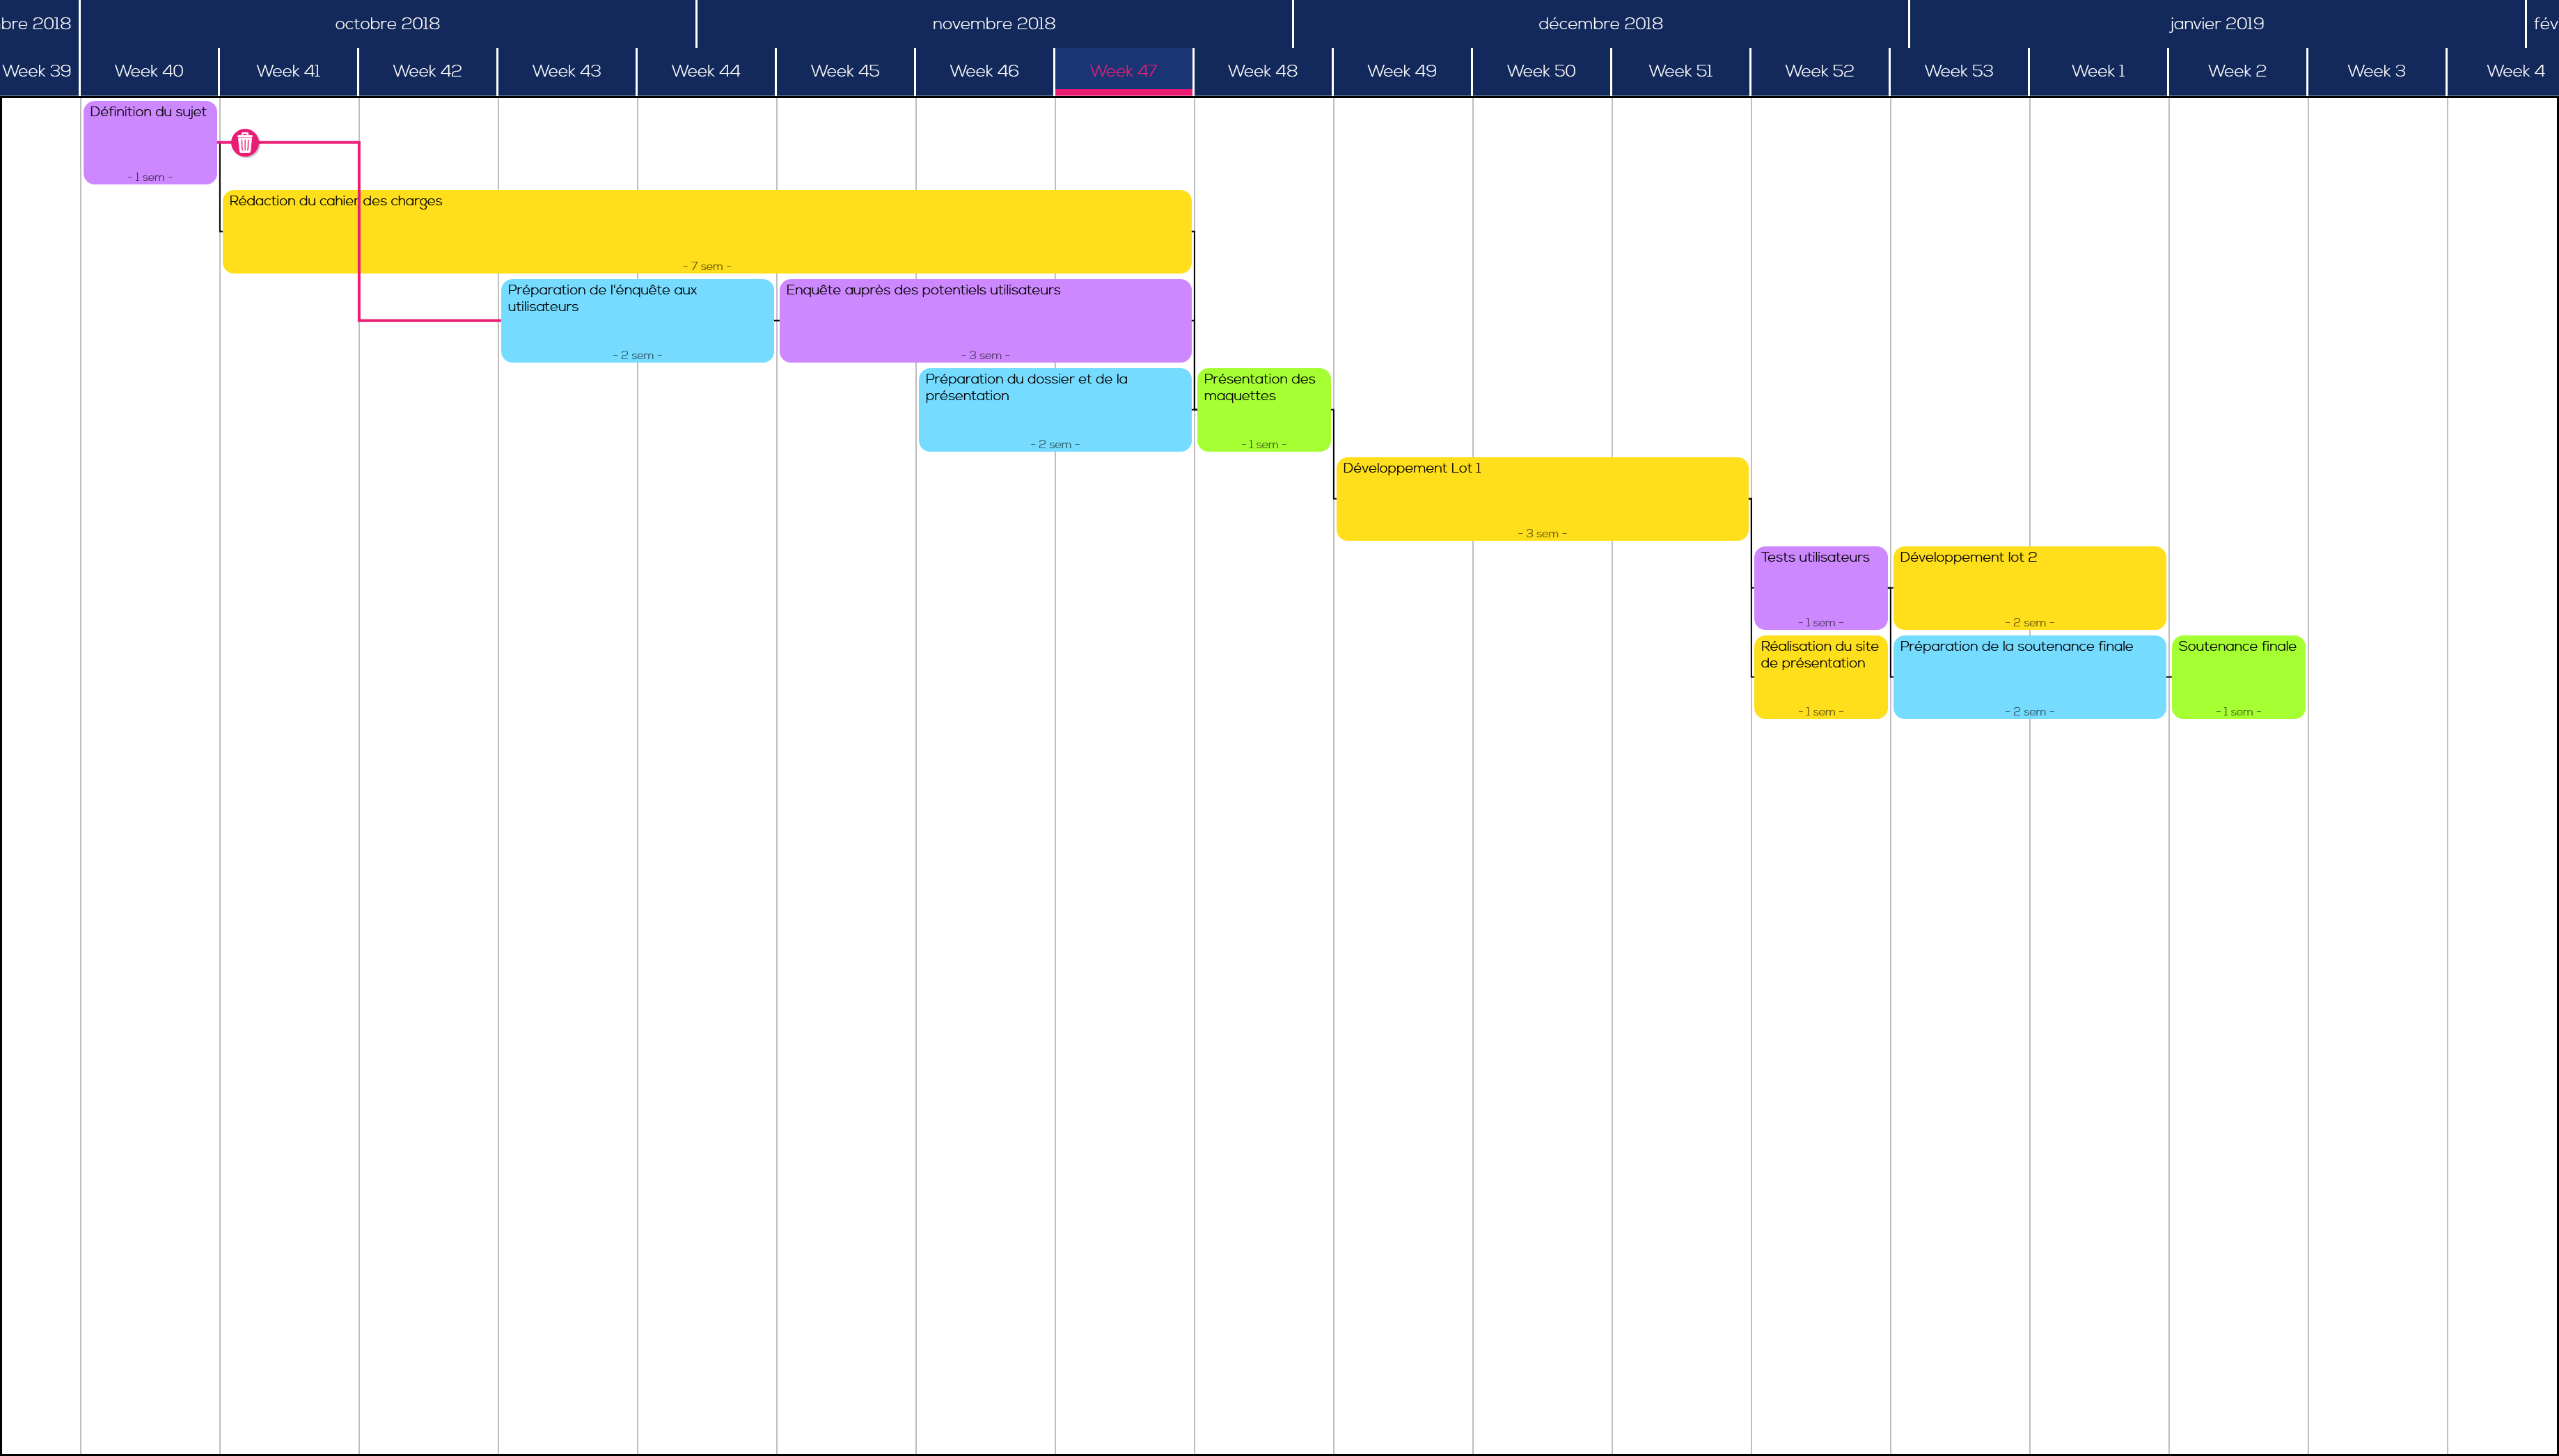 bre 2018 octobre 2018 novembre 2018 décembre 2018 janvier 2019 fév
Week 39 Week 40 Week 41 Week 42 Week 43 Week 44 Week 45 Week 46 Week 47 Week 48 Week 49 Week 50 Week 51 Week 52 Week 53 Week 1 Week 2 Week 3 Week 4
Définition du sujet
- 1 sem -
Rédaction du cahier des charges
- 7 sem -
Préparation de l'énquête aux
utilisateurs
- 2 sem -
Enquête auprès des potentiels utilisateurs
- 3 sem -
Préparation du dossier et de la
présentation
- 2 sem -
Présentation des
maquettes
- 1 sem -
Développement Lot 1
- 3 sem -
Tests utilisateurs
- 1 sem -
Développement lot 2
- 2 sem -
Réalisation du site
de présentation
- 1 sem -
Préparation de la soutenance finale
- 2 sem -
Soutenance finale
- 1 sem -